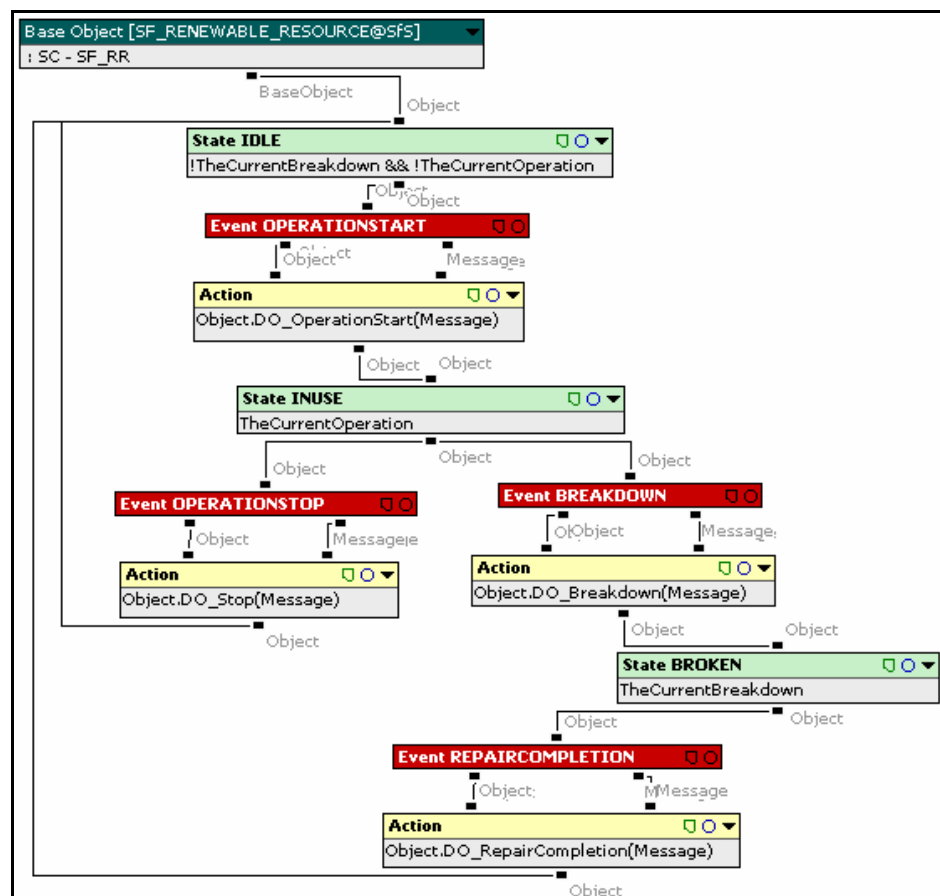 Base Object [SF_RENEWABLE_RESOURCE@SfS]
: SC - SF_RR
BaseObject
Object
State IDLE
!TheCurrentBreakdown && !TheCurrentOperation
Object
Event OPERATIONSTART
Object
Message
Action
Object.DO_OperationStart(Message)
Object
Object
State INUSE
TheCurrentOperation
Object
Object
Object
Event OPERATIONSTOP
Event BREAKDOWN
Object
Message
Object
Message
Action
Action
Object.DO_Stop(Message)
Object.DO_Breakdown(Message)
Object
Object
Object
State BROKEN
TheCurrentBreakdown
Object
Object
Event REPAIRCOMPLETION
Object
Message
Action
Object.DO_RepairCompletion(Message)
Object